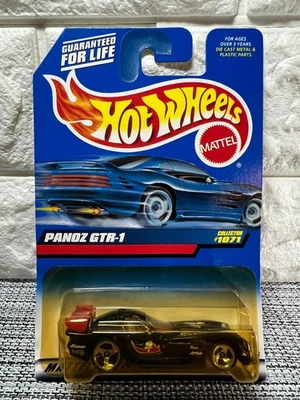 GUARANTEED
FOR LIFE
FOR AGES
OVER 3 YEARS.
DIE CAST METAL &
PLASTIC PARTS
HOT WHEELS
MATTEL
®
PANOZ GTR-1
COLLECTOR
#1071